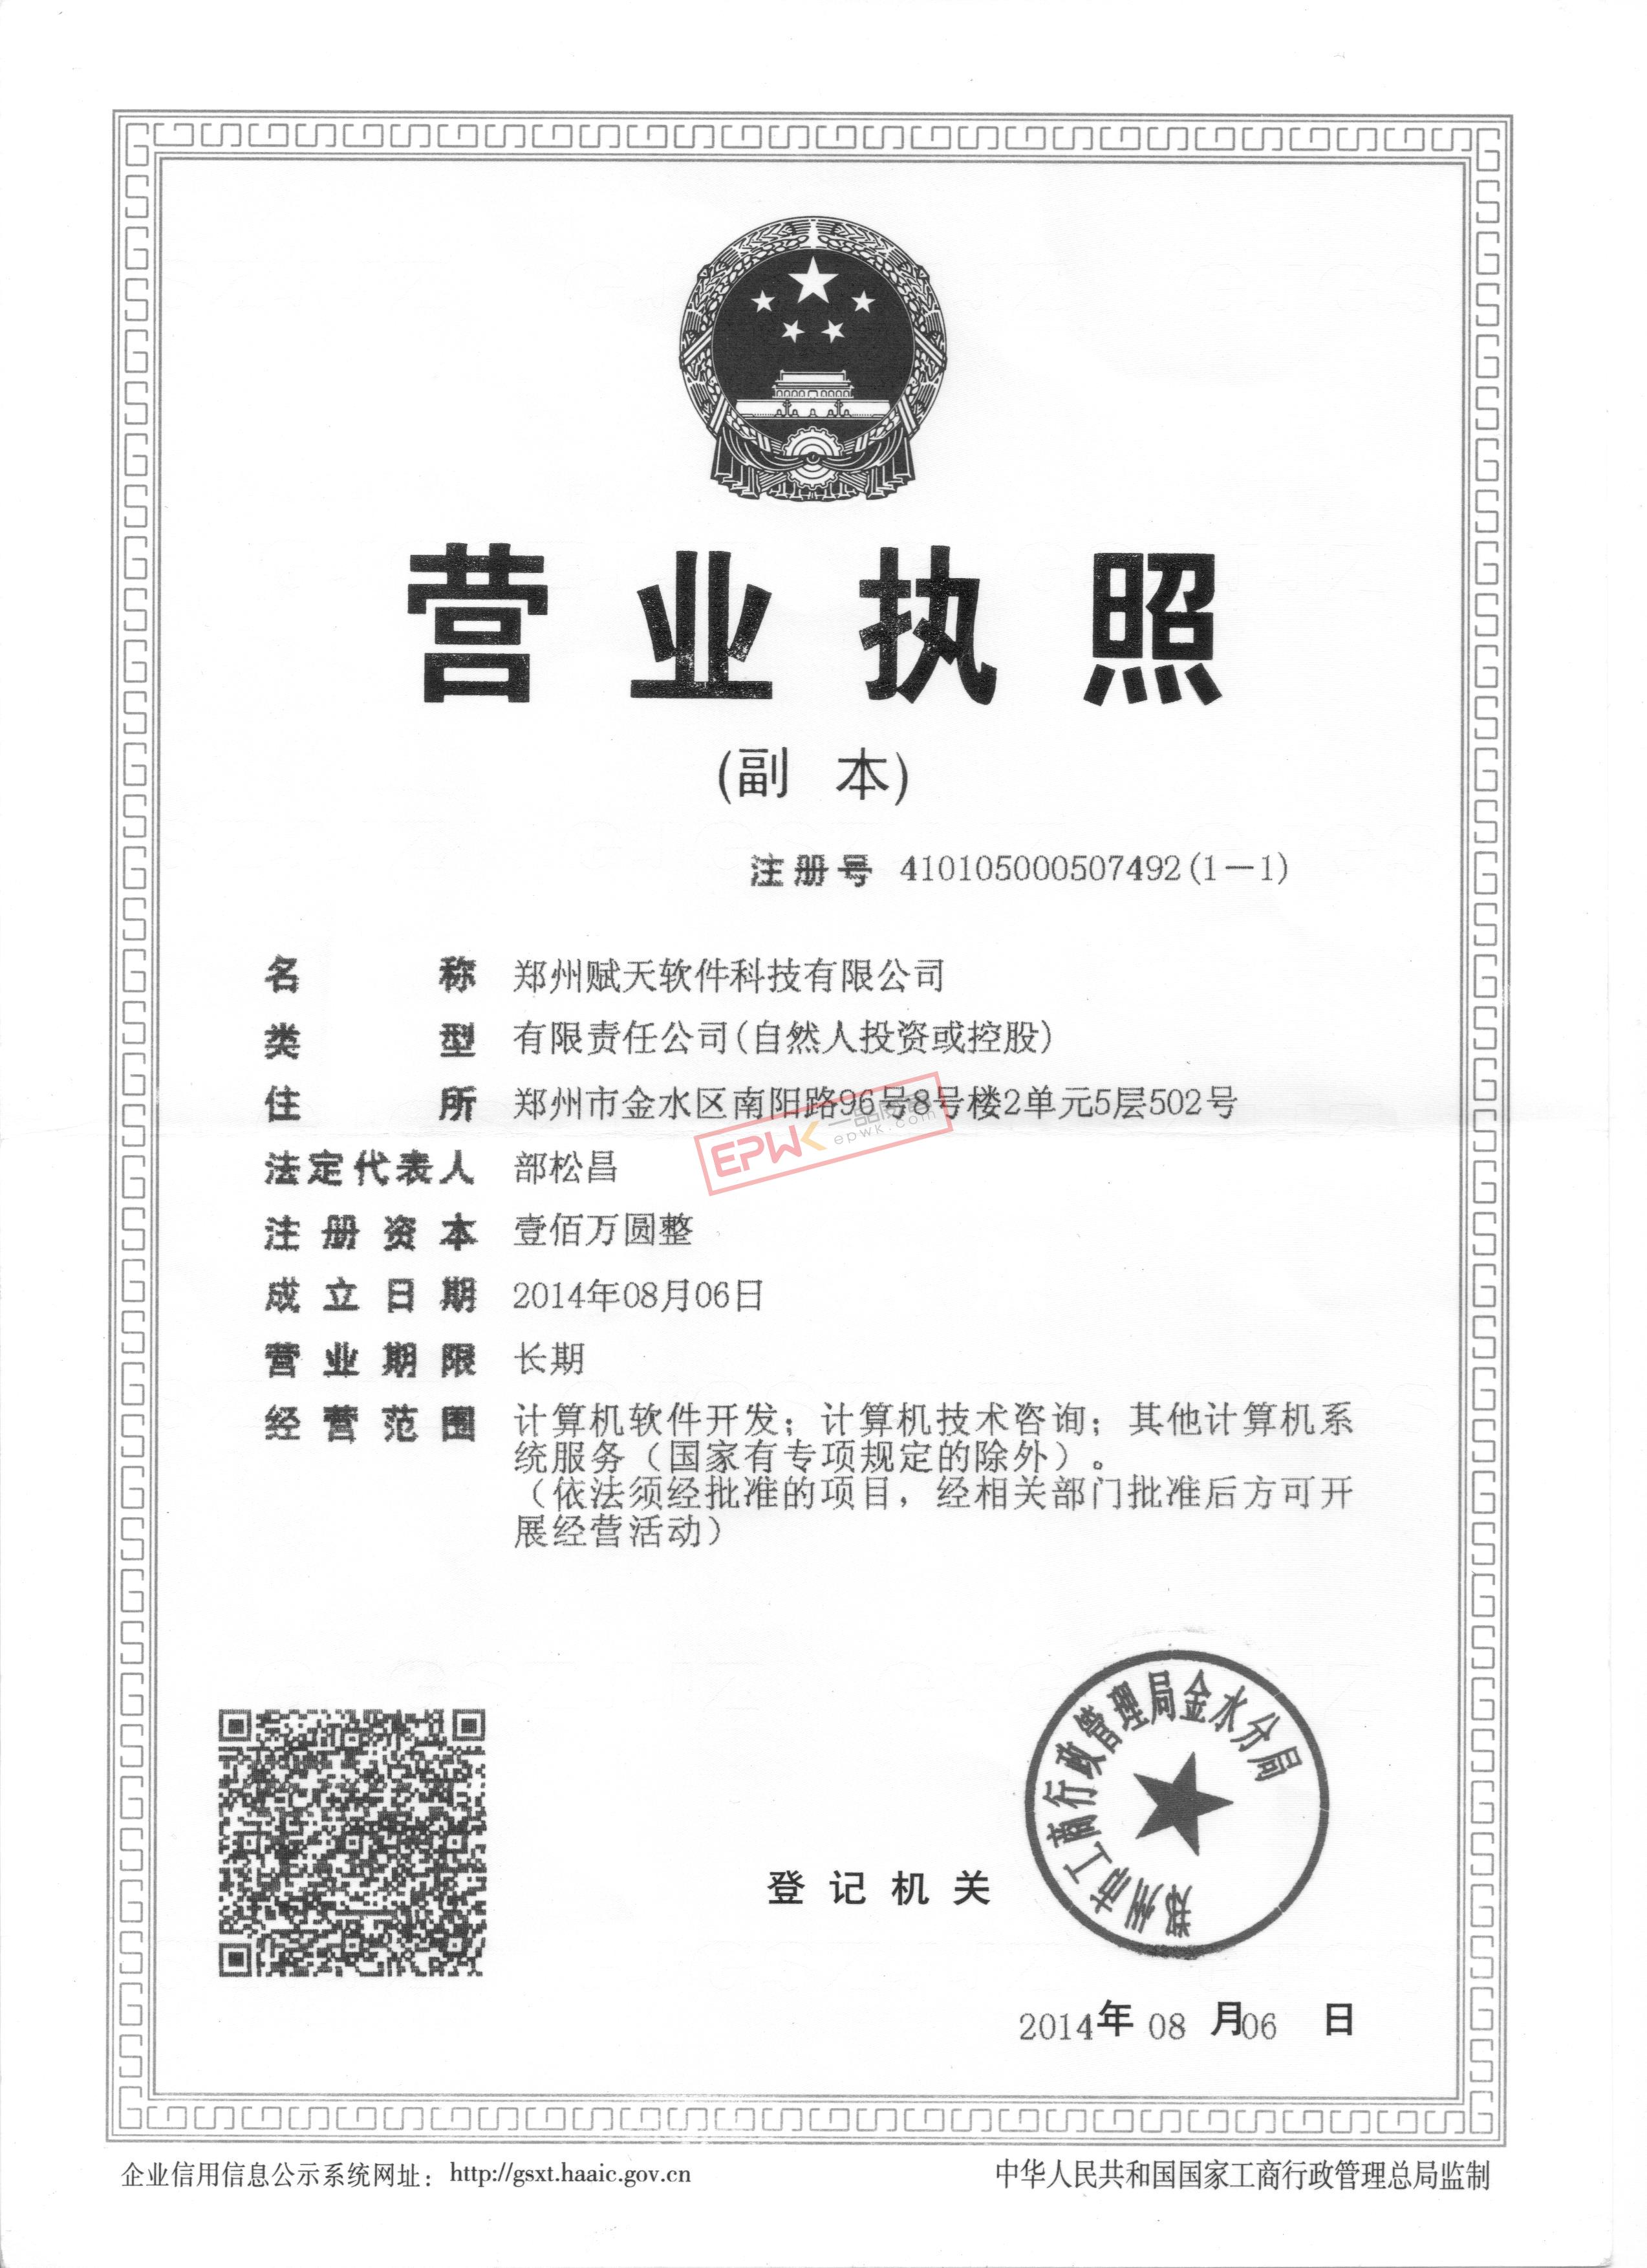 营业执照
(副 本)
注册号 410105000507492(1—1)
名称 郑州赋天软件科技有限公司
类型 有限责任公司(自然人投资或控股)
住所 郑州市金水区南阳路96号8号楼2单元5层502号
EPWK 一品威客 epwk.com
法定代表人 部松昌
注册资本 壹佰万圆整
成立日期 2014年08月06日
营业期限 长期
经营范围 计算机软件开发；计算机技术咨询；其他计算机系
统服务（国家有专项规定的除外）。
（依法须经批准的项目，经相关部门批准后方可开
展经营活动）
郑州市工商行政管理局金水分局
登记机关
2014年 08 月06 日
企业信用信息公示系统网址：http://gsxt.haaic.gov.cn
中华人民共和国国家工商行政管理总局监制